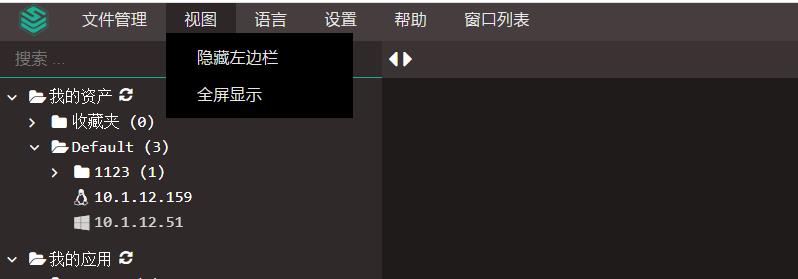 文件管理 视图 语言 设置 帮助 窗口列表
搜索 ...
隐藏左边栏
全屏显示
我的资产
收藏夹 (0)
Default (3)
1123 (1)
10.1.12.159
10.1.12.51
我的应用